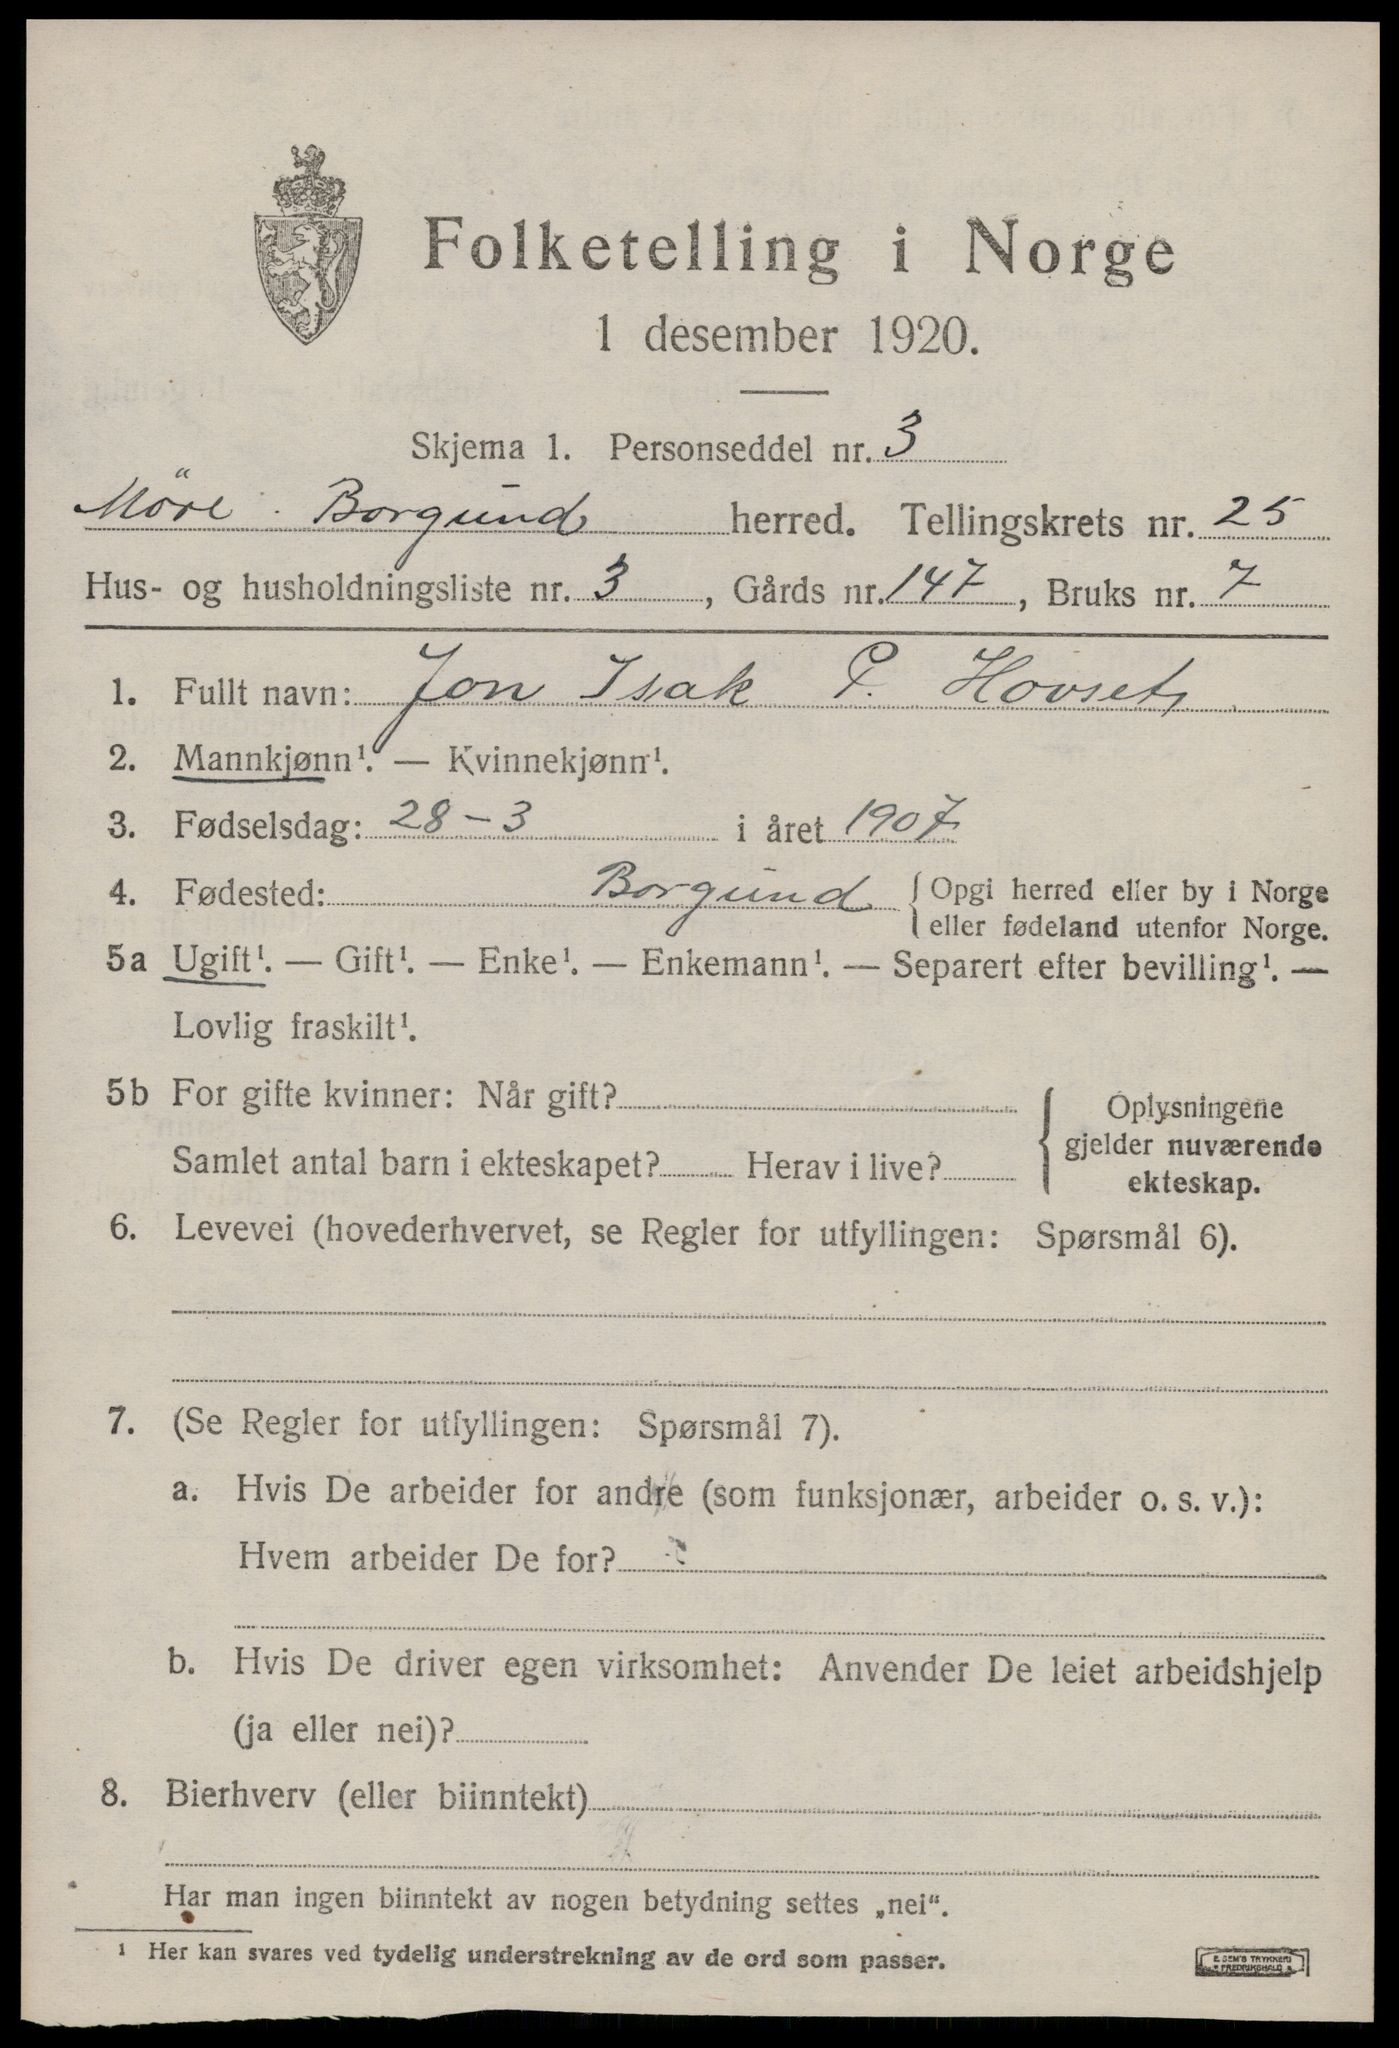 Folketelling i Norge
1 desember 1920.
Skjema 1. Personseddel nr. 3
Möre. Borgund herred. Tellingskrets nr. 25
Hus- og husholdningsliste nr. 3, Gårds nr. 147, Bruks nr. 7
1. Fullt navn: Jon Isak P. Hovset
2. Mannkjønn¹. — Kvinnekjønn¹.
3. Fødselsdag: 28-3 i året 1907
4. Fødested: Borgund { Opgi herred eller by i Norge
eller fødeland utenfor Norge.
5a Ugift¹. — Gift¹. — Enke¹. — Enkemann¹. — Separert efter bevilling¹. —
Lovlig fraskilt¹.
5b For gifte kvinner: Når gift?
Samlet antal barn i ekteskapet? Herav i live?
Oplysningene
gjelder nuværende
ekteskap.
6. Levevei (hovederhvervet, se Regler for utfyllingen: Spørsmål 6).
7. (Se Regler for utfyllingen: Spørsmål 7).
a. Hvis De arbeider for andre (som funksjonær, arbeider o. s. v.):
Hvem arbeider De for?
b. Hvis De driver egen virksomhet: Anvender De leiet arbeidshjelp
(ja eller nei)?
8. Bierhverv (eller biinntekt)
Har man ingen biinntekt av nogen betydning settes „nei“.
¹ Her kan svares ved tydelig understrekning av de ord som passer.
E. SEM'S TRYKKERI
FREDRIKSHALD